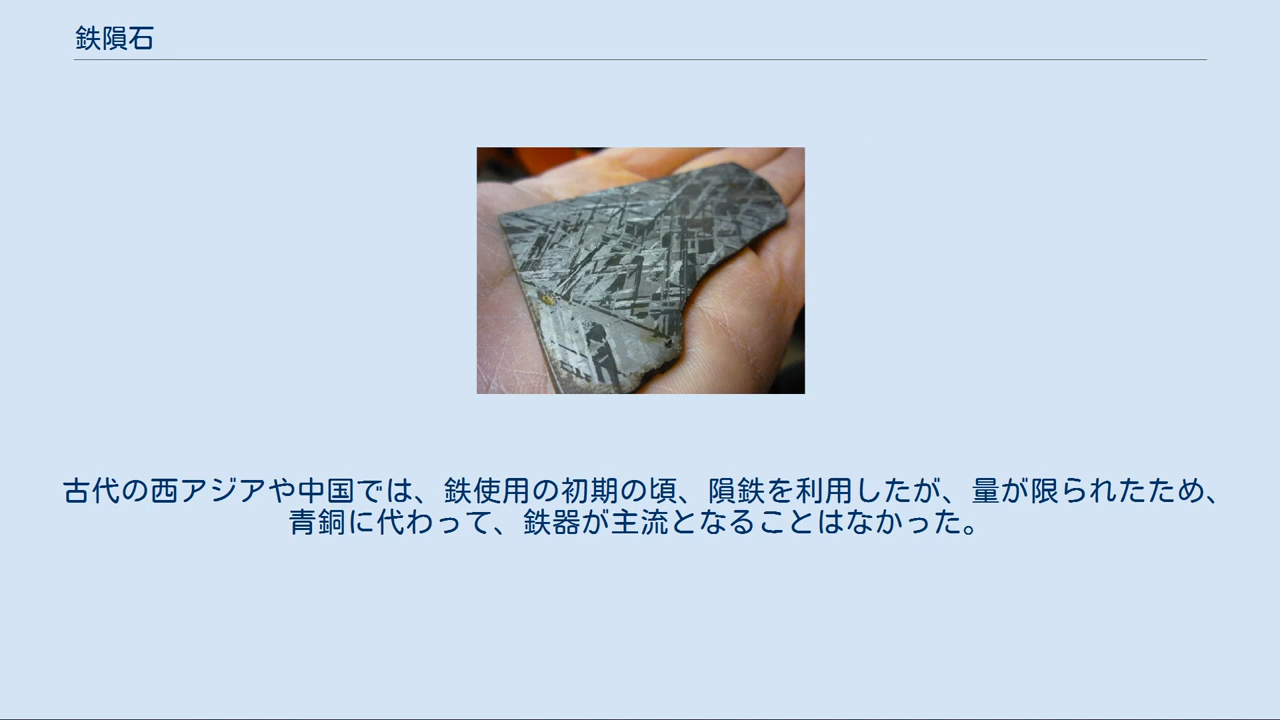 鉄隕石
古代の西アジアや中国では、鉄使用の初期の頃、隕鉄を利用したが、量が限られたため、
青銅に代わって、鉄器が主流となることはなかった。